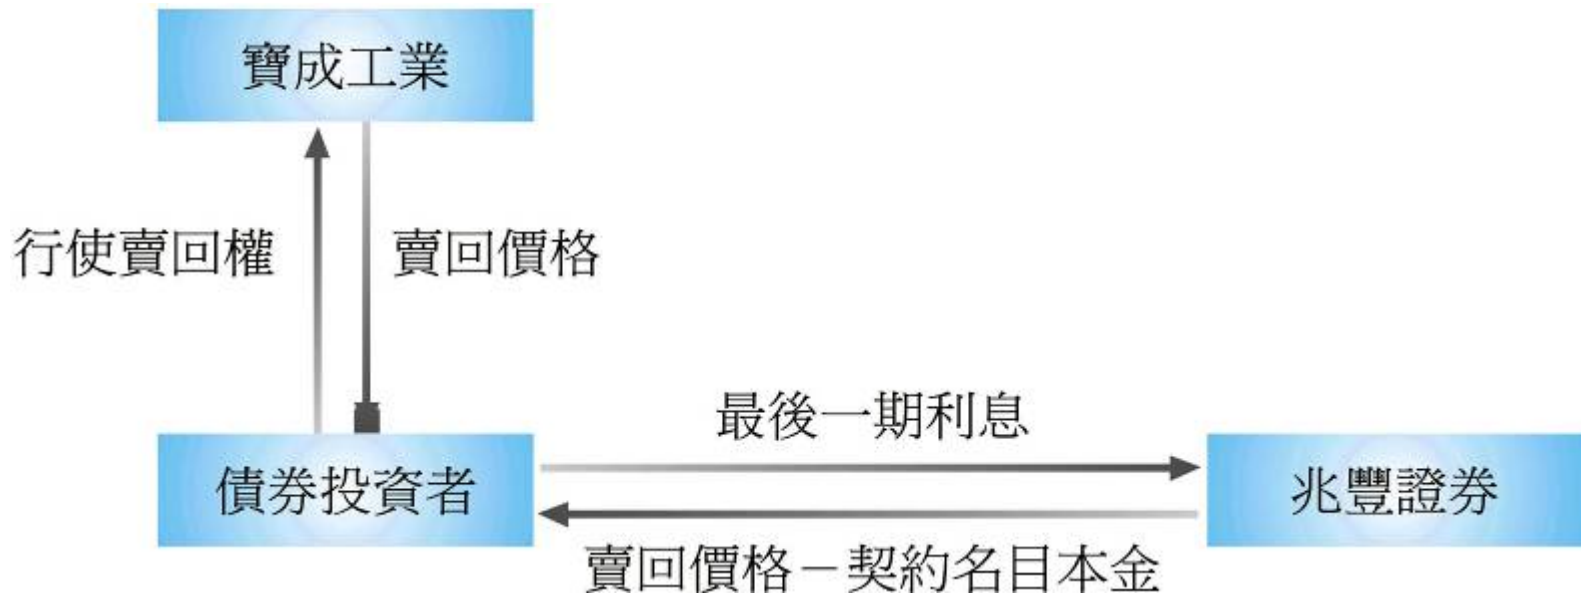 寶成工業
行使賣回權
賣回價格
最後一期利息
債券投資者
兆豐證券
賣回價格－契約名目本金